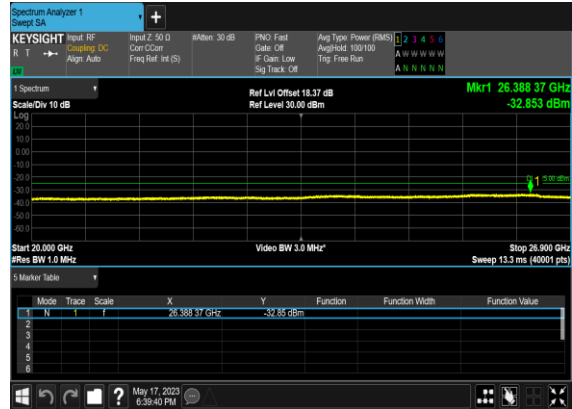 Spectrum Analyzer 1
Swept SA
+
KEYSIGHT Input: RF Input Z: 50 Ω #Atten: 30 dB PNO: Fast Avg Type: Power (RMS) 1 2 3 4 5 6
R T Coupling: DC Corr CCorr Gate: Off Avg|Hold: 100/100 A W W W W W
Align: Auto Freq Ref: Int (S) IF Gain: Low Trig: Free Run
Sig Track: Off A N N N N N
1 Spectrum Ref Lvl Offset 18.37 dB Mkr1 26.388 37 GHz
Scale/Div 10 dB Ref Level 30.00 dBm -32.853 dBm
Log
20.0
10.0
0.00
-10.0
-20.0
-30.0
1
-40.0
-50.0
-60.0
Start 20.000 GHz Video BW 3.0 MHz* Stop 26.900 GHz
#Res BW 1.0 MHz Sweep 13.3 ms (40001 pts)
5 Marker Table
Mode Trace Scale X Y Function Function Width Function Value
1 N 1 f 26.388 37 GHz -32.85 dBm
2
3
4
5
6
? May 17, 2023
6:39:40 PM